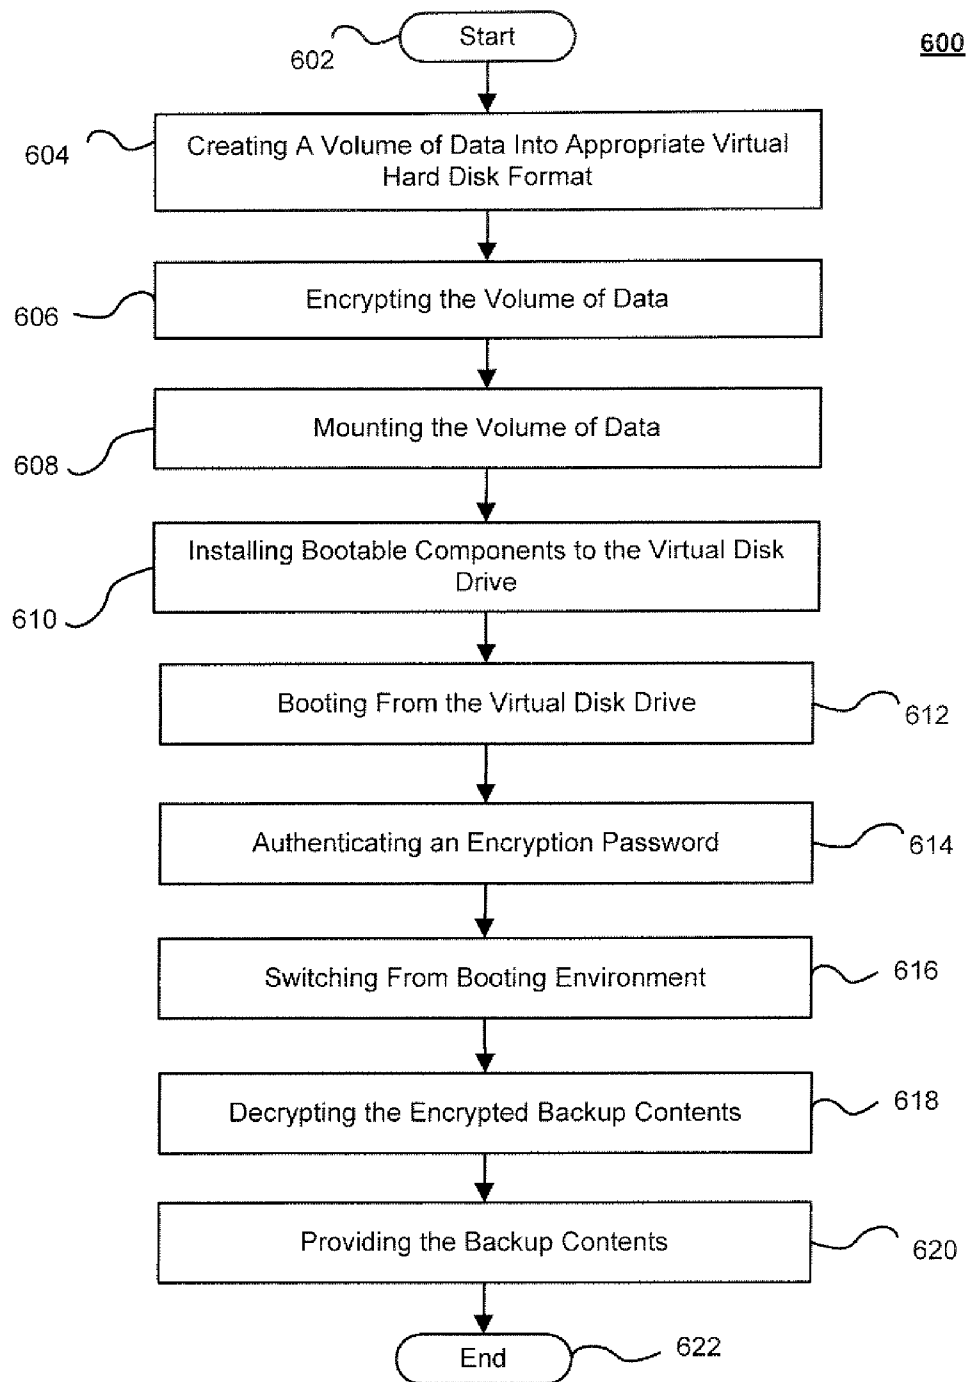 Start
602
600
Creating A Volume of Data Into Appropriate Virtual
Hard Disk Format
604
Encrypting the Volume of Data
606
Mounting the Volume of Data
608
Installing Bootable Components to the Virtual Disk
Drive
610
Booting From the Virtual Disk Drive
612
Authenticating an Encryption Password
614
Switching From Booting Environment
616
Decrypting the Encrypted Backup Contents
618
Providing the Backup Contents
620
End
622